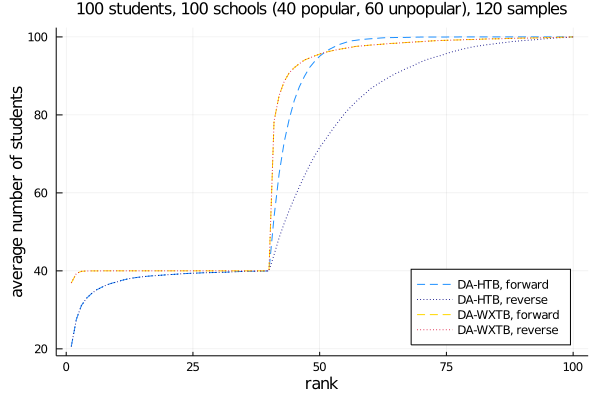 100 students, 100 schools (40 popular, 60 unpopular), 120 samples
100
80
60
40
20
average number of students
DA-HTB, forward
DA-HTB, reverse
DA-WXTB, forward
DA-WXTB, reverse
0
25
50
75
100
rank